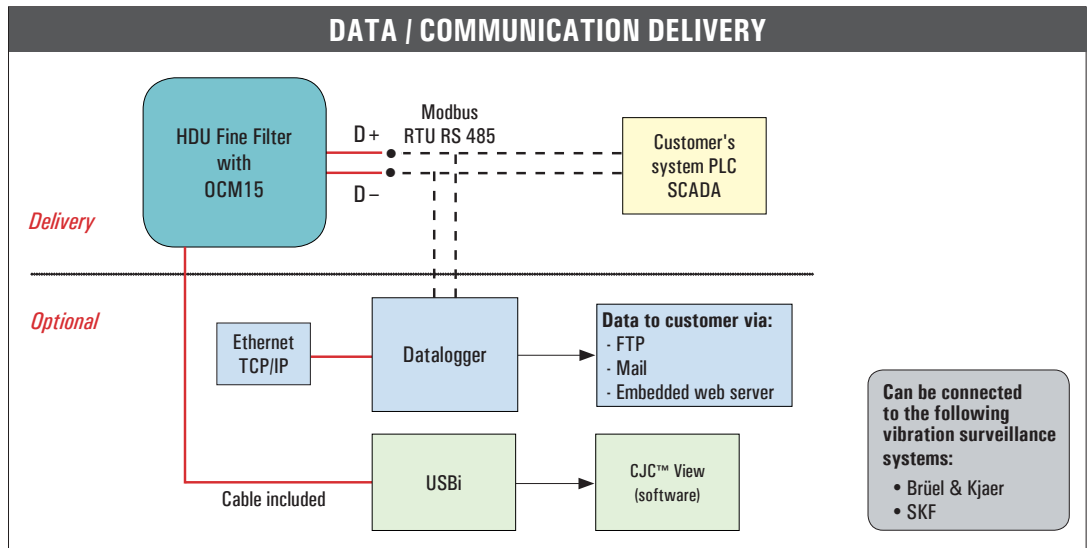 DATA / COMMUNICATION DELIVERY
HDU Fine Filter
with
OCM15
D+
D–
Modbus
RTU RS 485
Customer's
system PLC
SCADA
Delivery
Optional
Ethernet
TCP/IP
Datalogger
Data to customer via:
- FTP
- Mail
- Embedded web server
Cable included
USBi
CJC™ View
(software)
Can be connected
to the following
vibration surveillance
systems:
• Brüel & Kjaer
• SKF